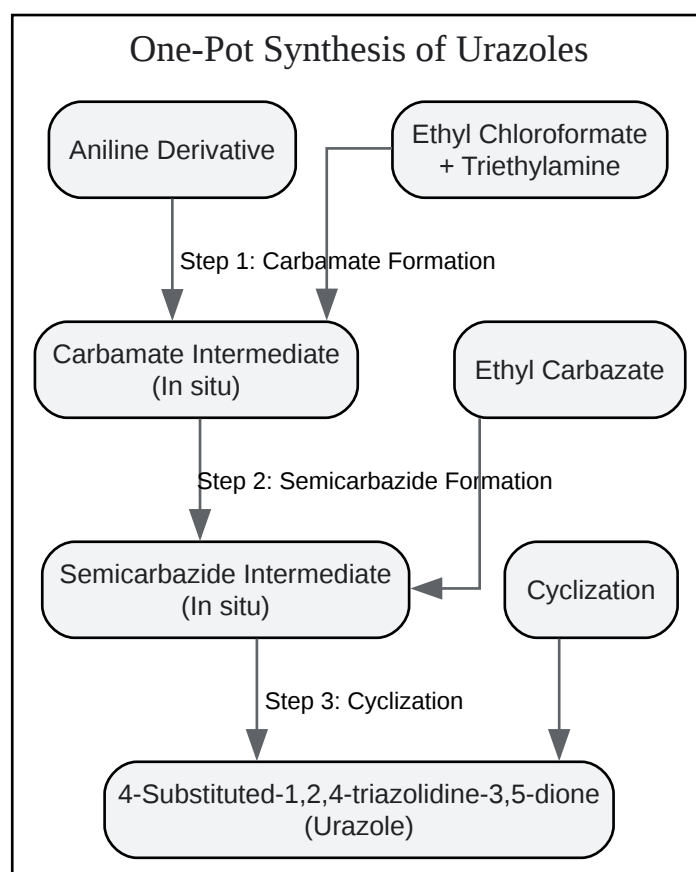 One-Pot Synthesis of Urazoles
Aniline Derivative
Ethyl Chloroformate
+ Triethylamine
Step 1: Carbamate Formation
Carbamate Intermediate
(In situ)
Ethyl Carbazate
Step 2: Semicarbazide Formation
Semicarbazide Intermediate
(In situ)
Cyclization
Step 3: Cyclization
4-Substituted-1,2,4-triazolidine-3,5-dione
(Urazole)